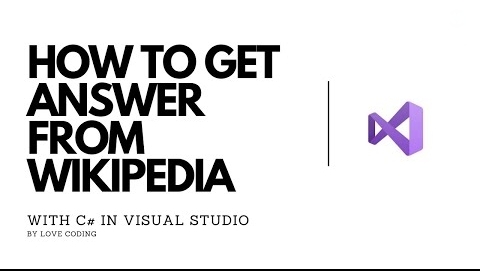 HOW TO GET
ANSWER
FROM
WIKIPEDIA
WITH C# IN VISUAL STUDIO
BY LOVE CODING